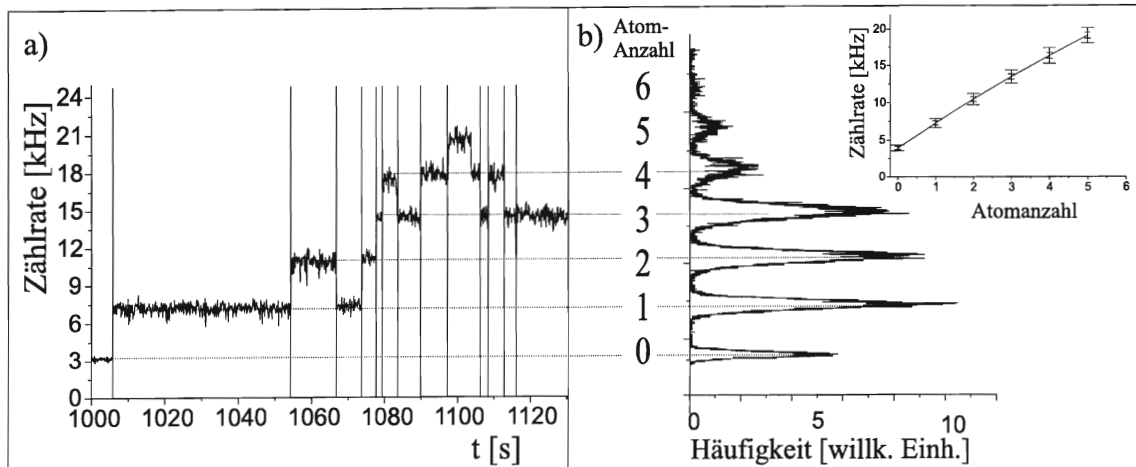 a)
Zählrate [kHz]
24
21
18
15
12
9
6
3
0
1000 1020 1040 1060 1080 1100 1120
t [s]
b)
Atom-
Anzahl
6
5
4
3
2
1
0
0 5 10
Häufigkeit [willk. Einh.]
Zählrate [kHz]
20
15
10
5
0
0 1 2 3 4 5 6
Atomanzahl